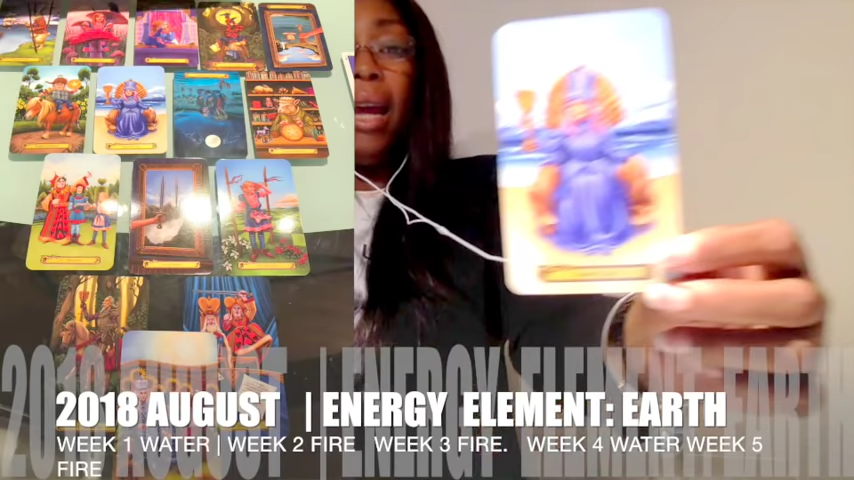 2018 AUGUST | ENERGY ELEMENT: EARTH
WEEK 1 WATER | WEEK 2 FIRE WEEK 3 FIRE. WEEK 4 WATER WEEK 5
FIRE